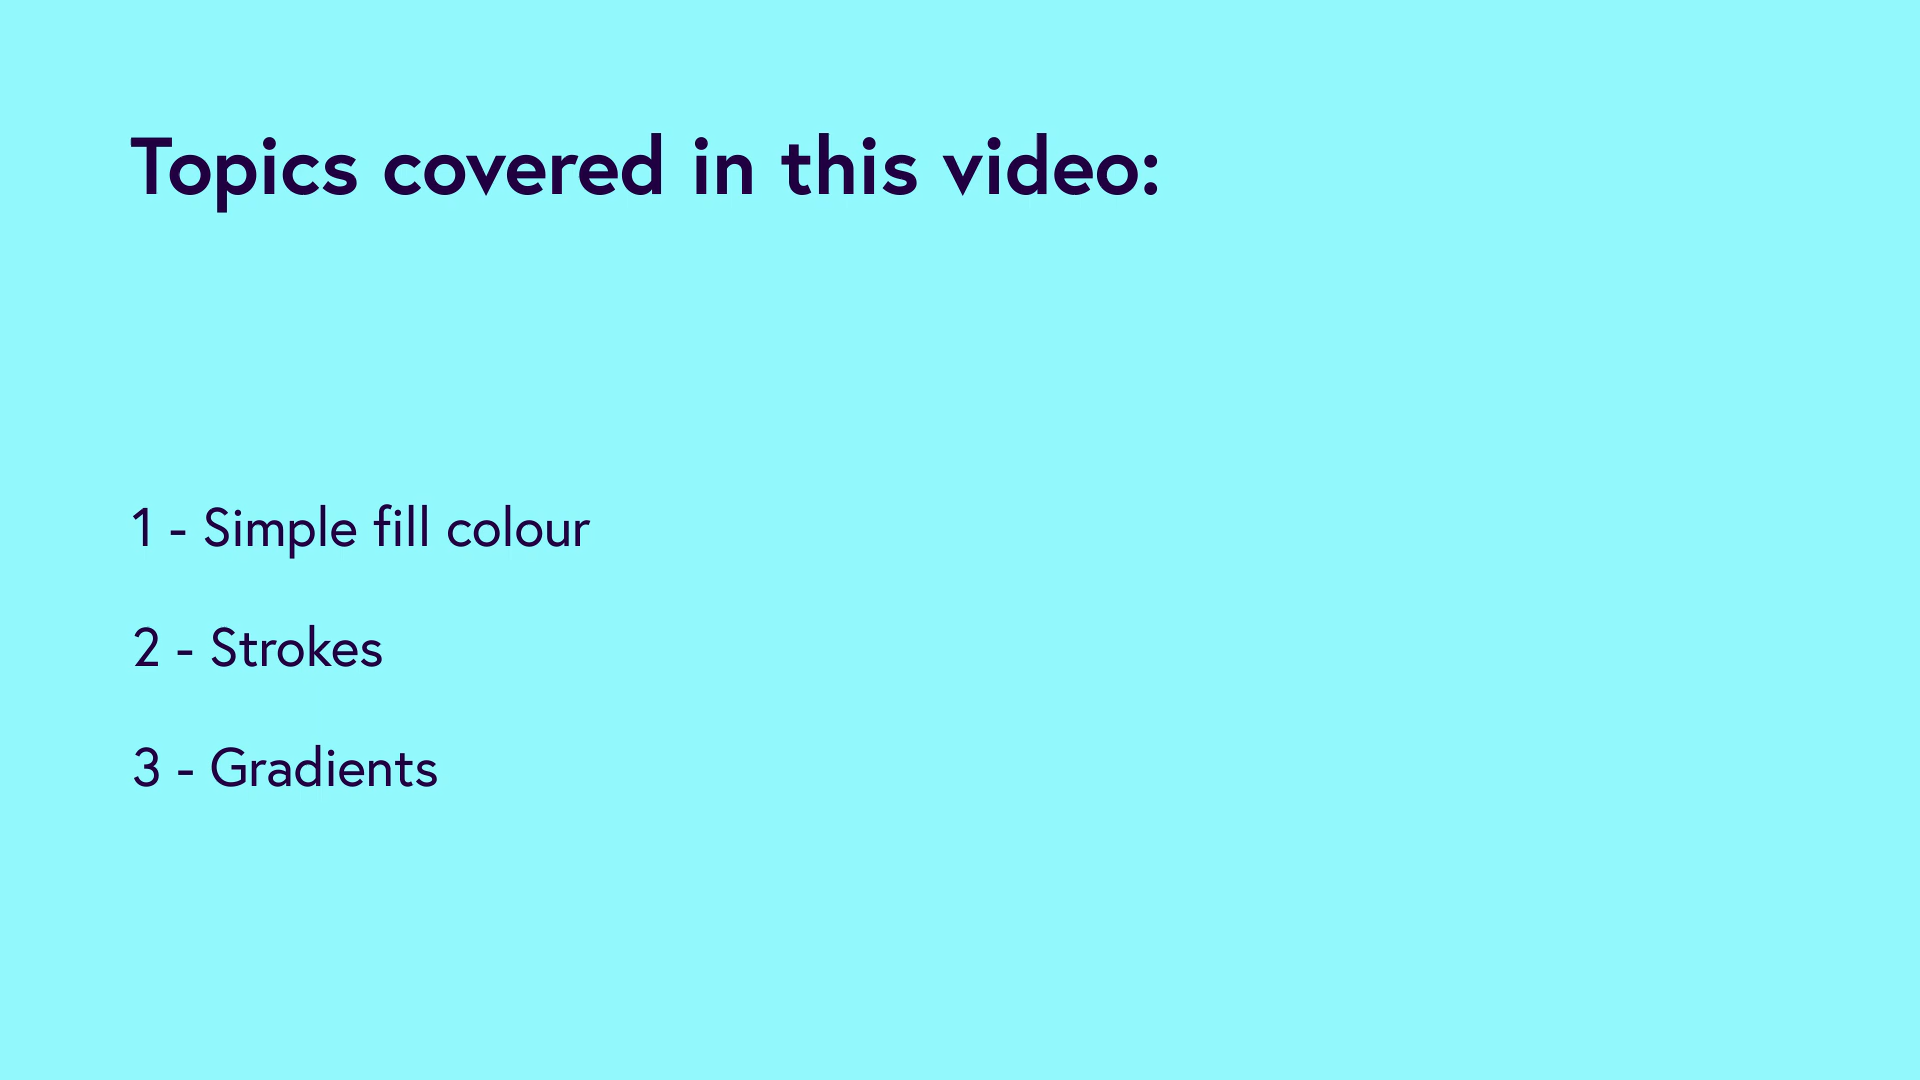 Topics covered in this video:
1 - Simple fill colour
2 - Strokes
3 - Gradients